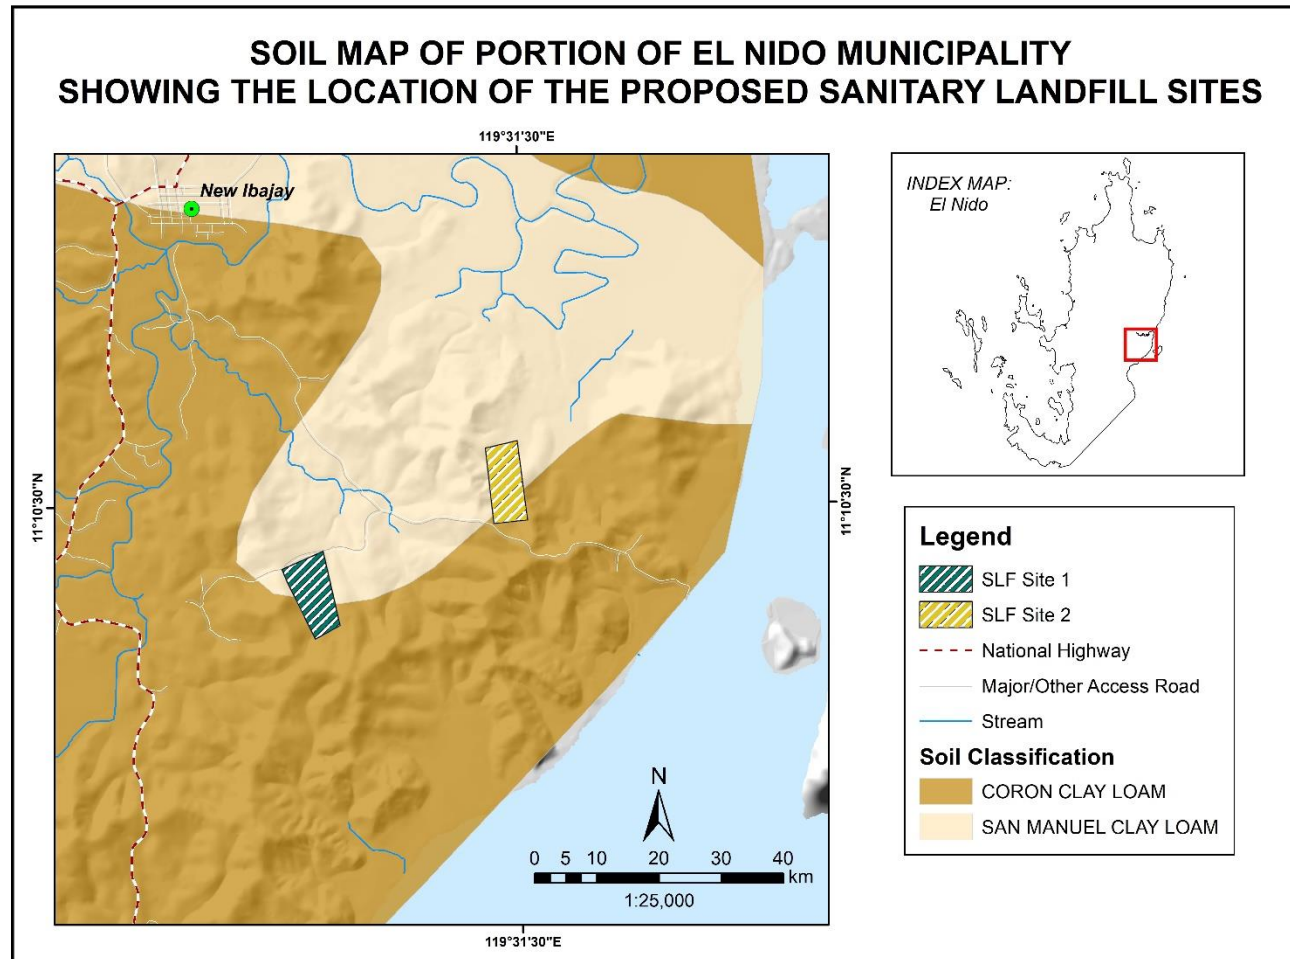 SOIL MAP OF PORTION OF EL NIDO MUNICIPALITY
SHOWING THE LOCATION OF THE PROPOSED SANITARY LANDFILL SITES
119°31'30"E
New Ibajay
11°10'30"N
11°10'30"N
N
0 5 10 20 30 40
km
1:25,000
119°31'30"E
INDEX MAP:
El Nido
Legend
SLF Site 1
SLF Site 2
National Highway
Major/Other Access Road
Stream
Soil Classification
CORON CLAY LOAM
SAN MANUEL CLAY LOAM